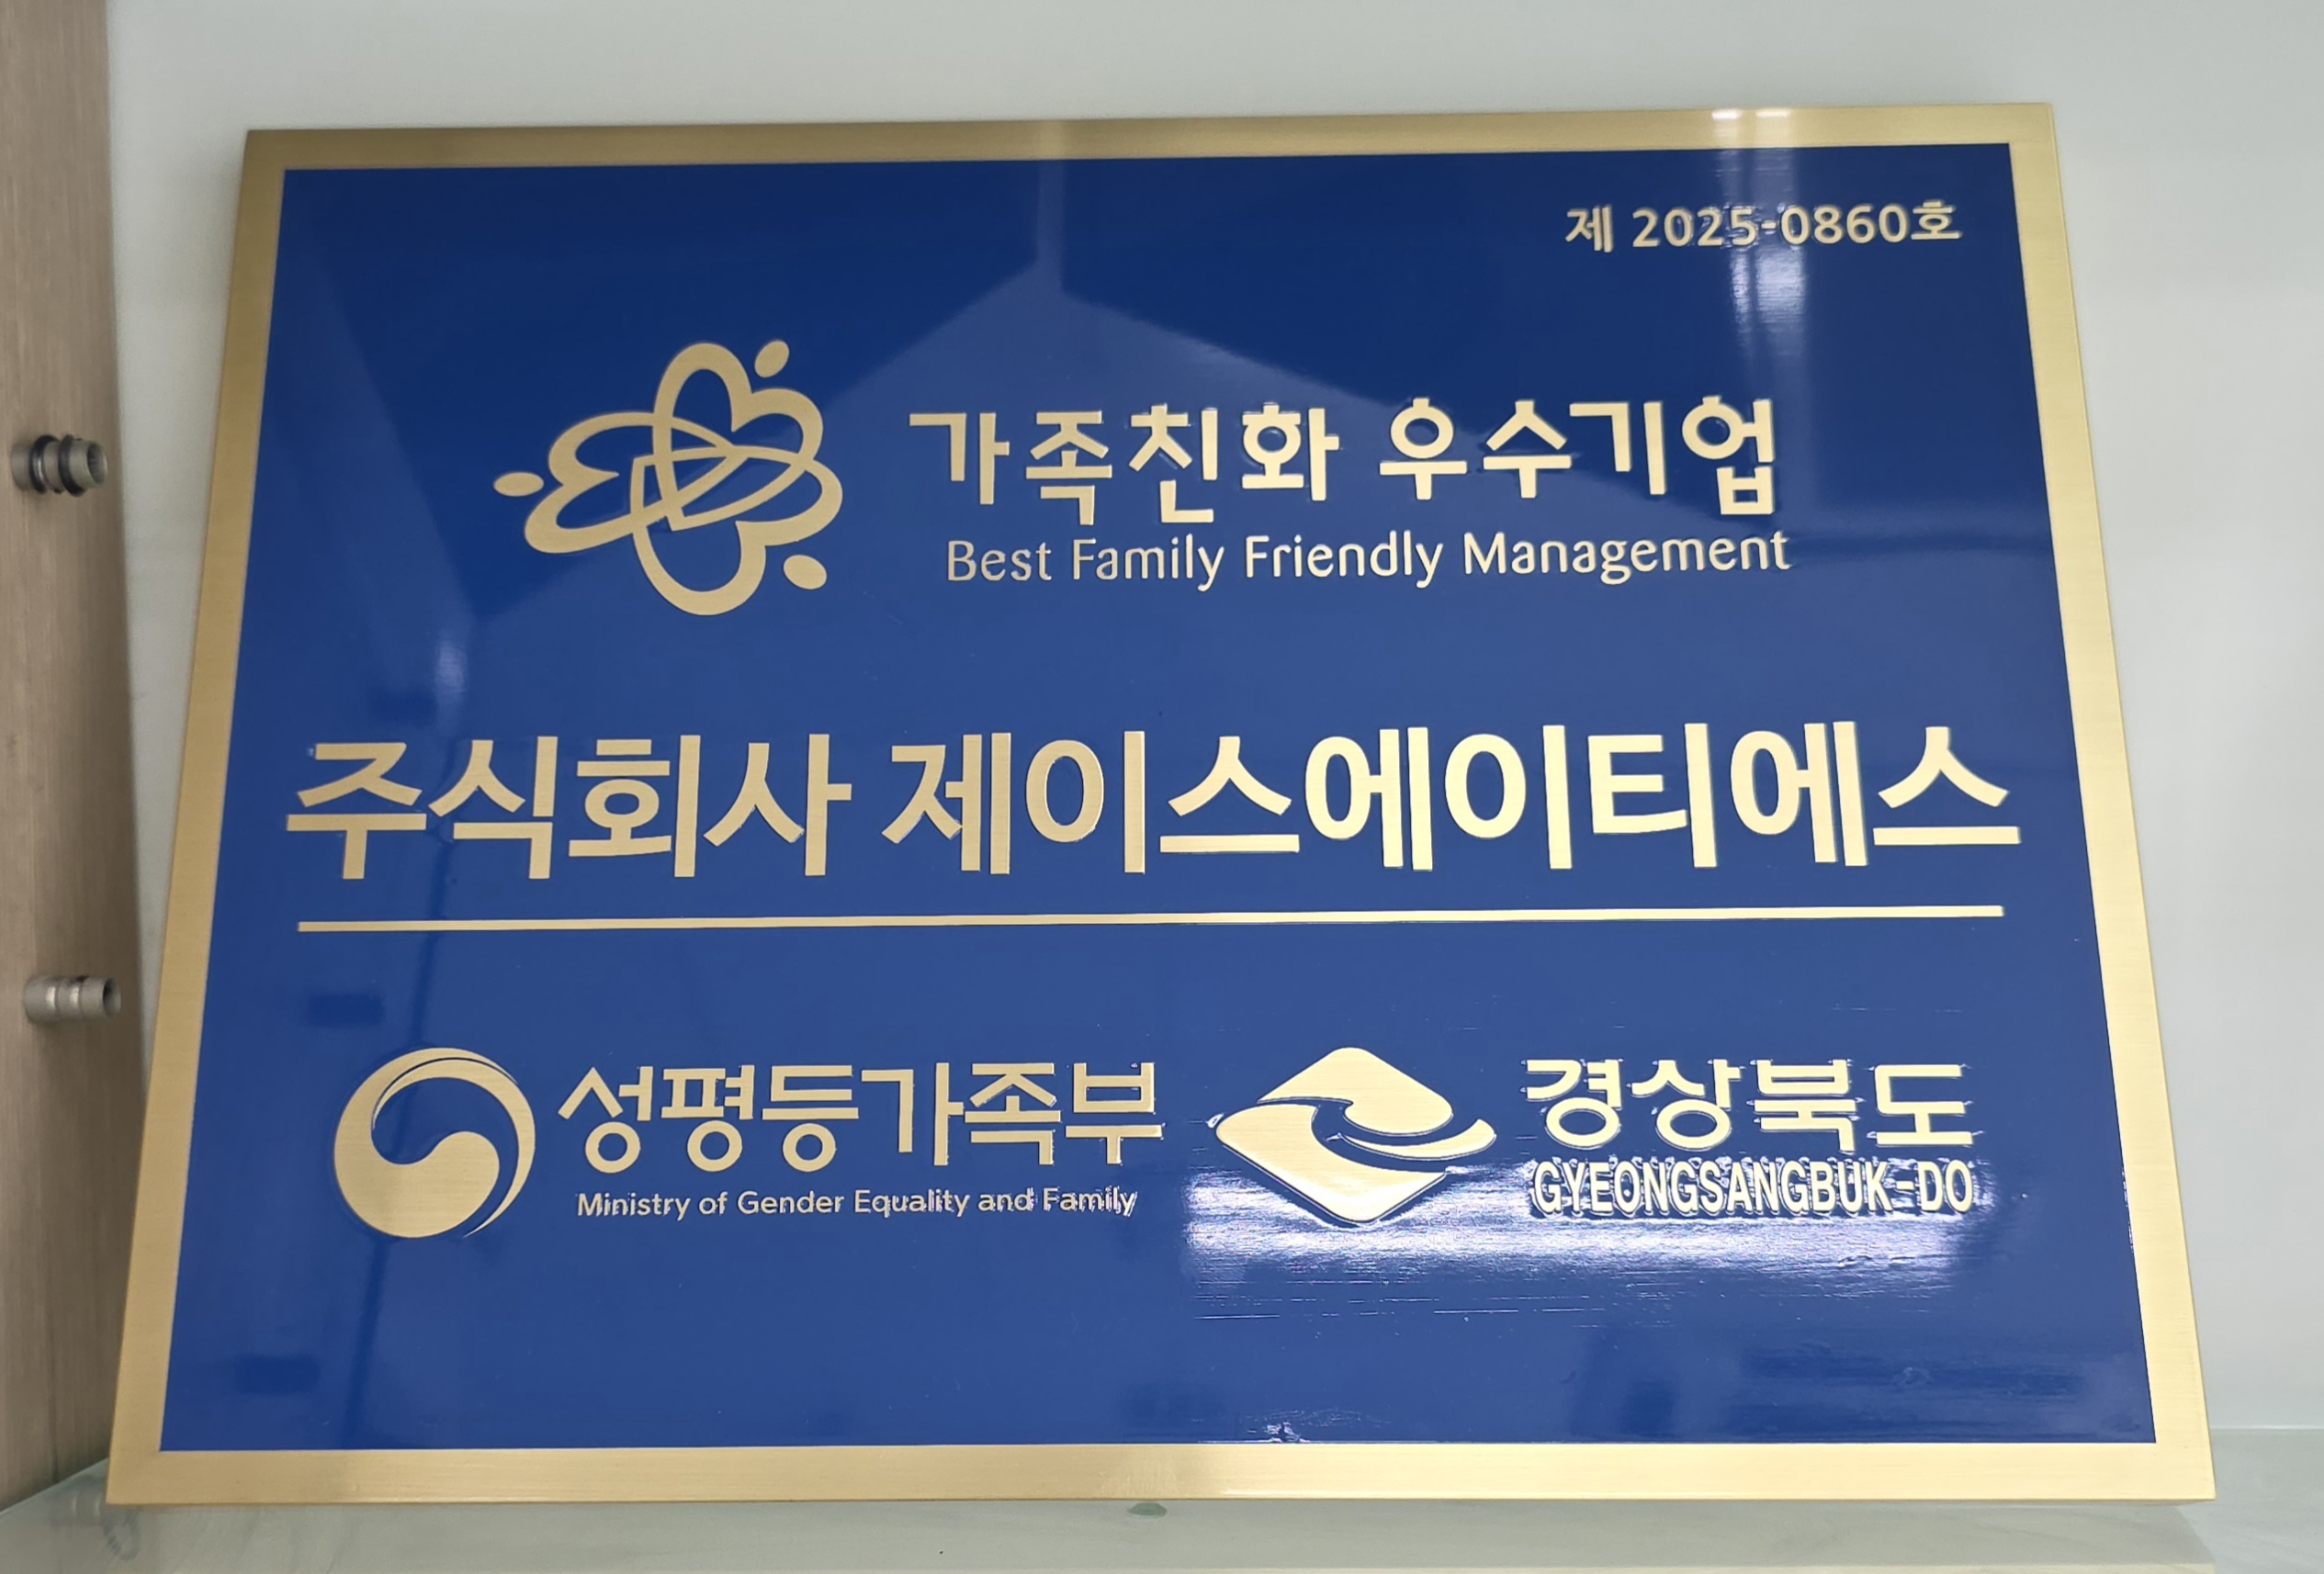 제 2025-0860호
가족친화 우수기업
Best Family Friendly Management
주식회사 제이스에이티에스
성평등가족부
Ministry of Gender Equality and Family
경상북도
GYEONGSANGBUK-DO